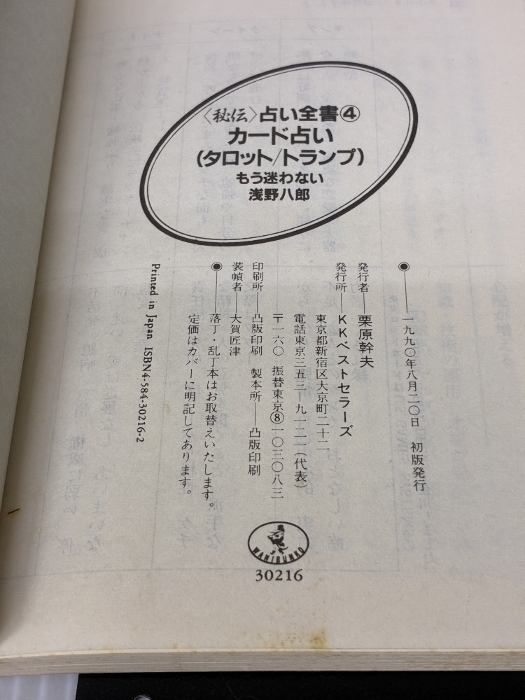 〈秘伝〉占い全書④
カード占い
(タロット/トランプ)
もう迷わない
浅野八郎
●――一九九〇年八月二〇日　初版発行
発行者――栗原幹夫
発行所――KKベストセラーズ
東京都新宿区大京町二十二
電話東京三五三　九一二一(代表)
〒一六〇　振替東京⑧一〇三〇八三
印刷所――凸版印刷　製本所――凸版印刷
装幀者――大賀匠津
●――落丁・乱丁本はお取替えいたします。
定価はカバーに明記してあります。
Printed in Japan ISBN4-584-30216-2
WANIBUNKO
30216